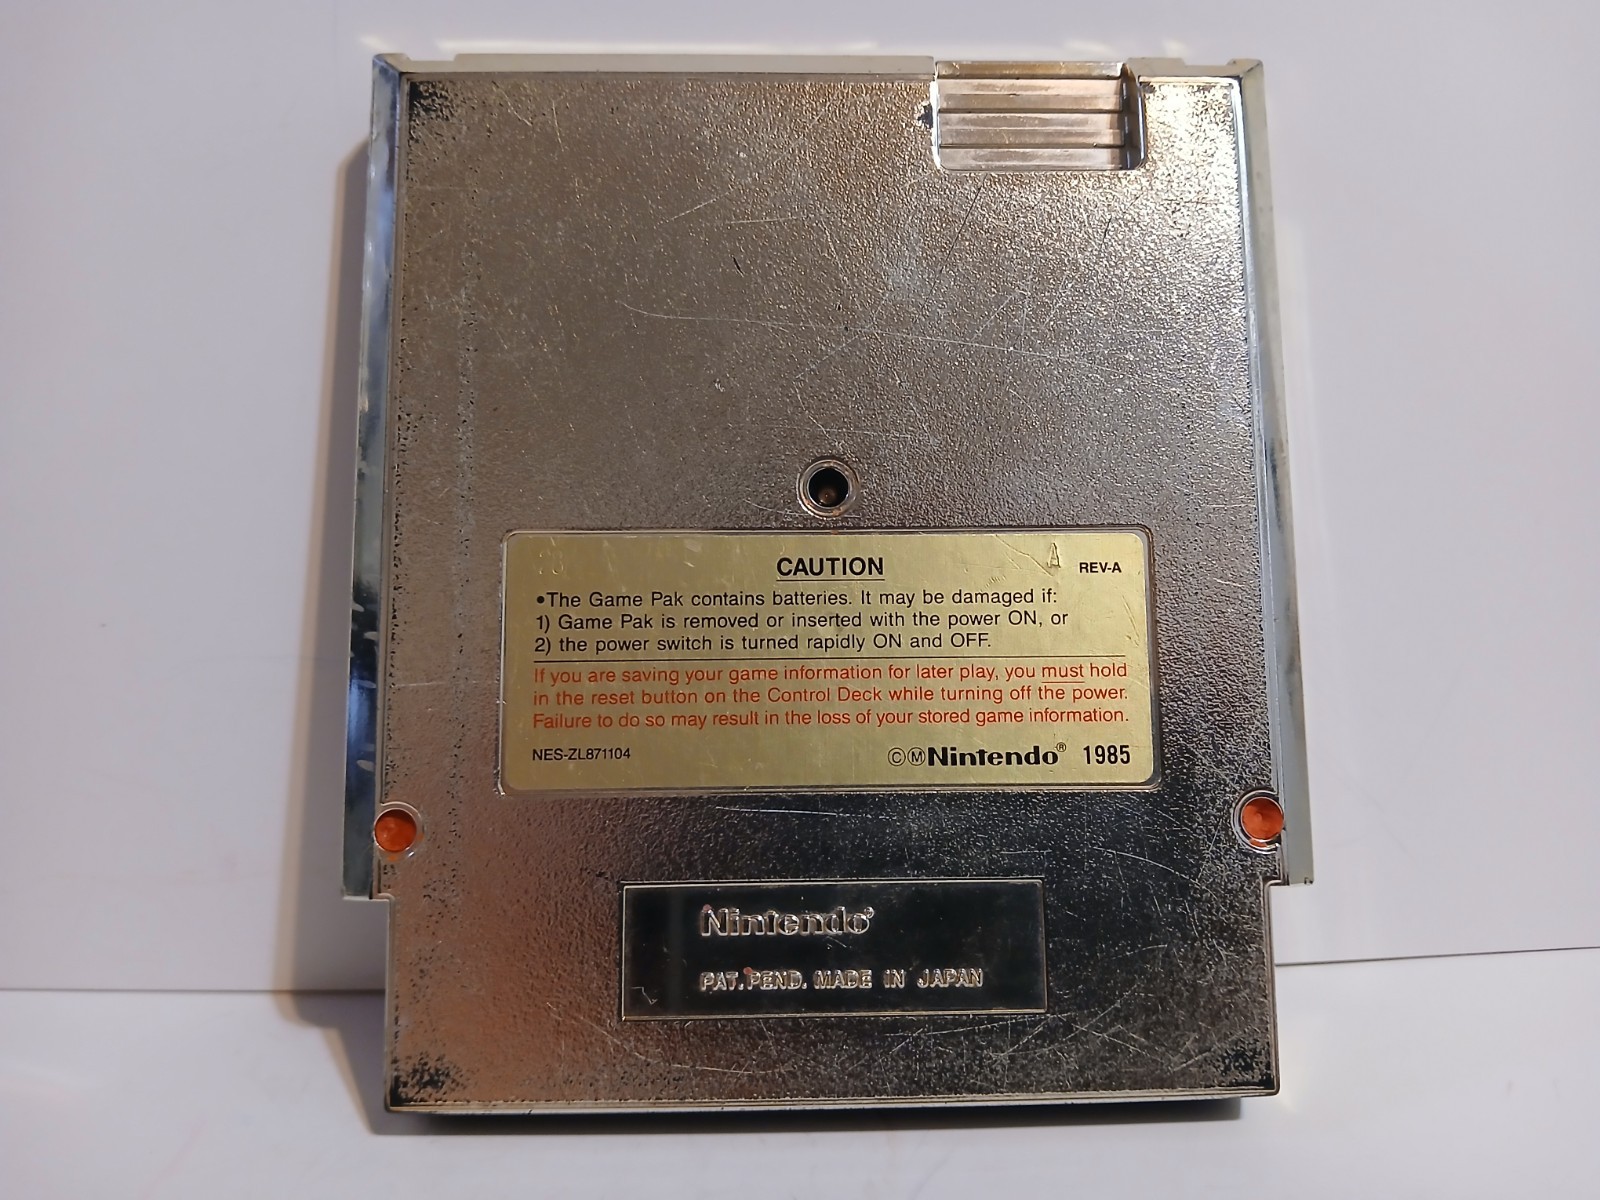 CAUTION
A
REV-A
•The Game Pak contains batteries. It may be damaged if:
1) Game Pak is removed or inserted with the power ON, or
2) the power switch is turned rapidly ON and OFF.
If you are saving your game information for later play, you must hold
in the reset button on the Control Deck while turning off the power.
Failure to do so may result in the loss of your stored game information.
NES-ZL871104
ⒸⓂNintendo® 1985
Nintendo®
PAT.PEND. MADE IN JAPAN